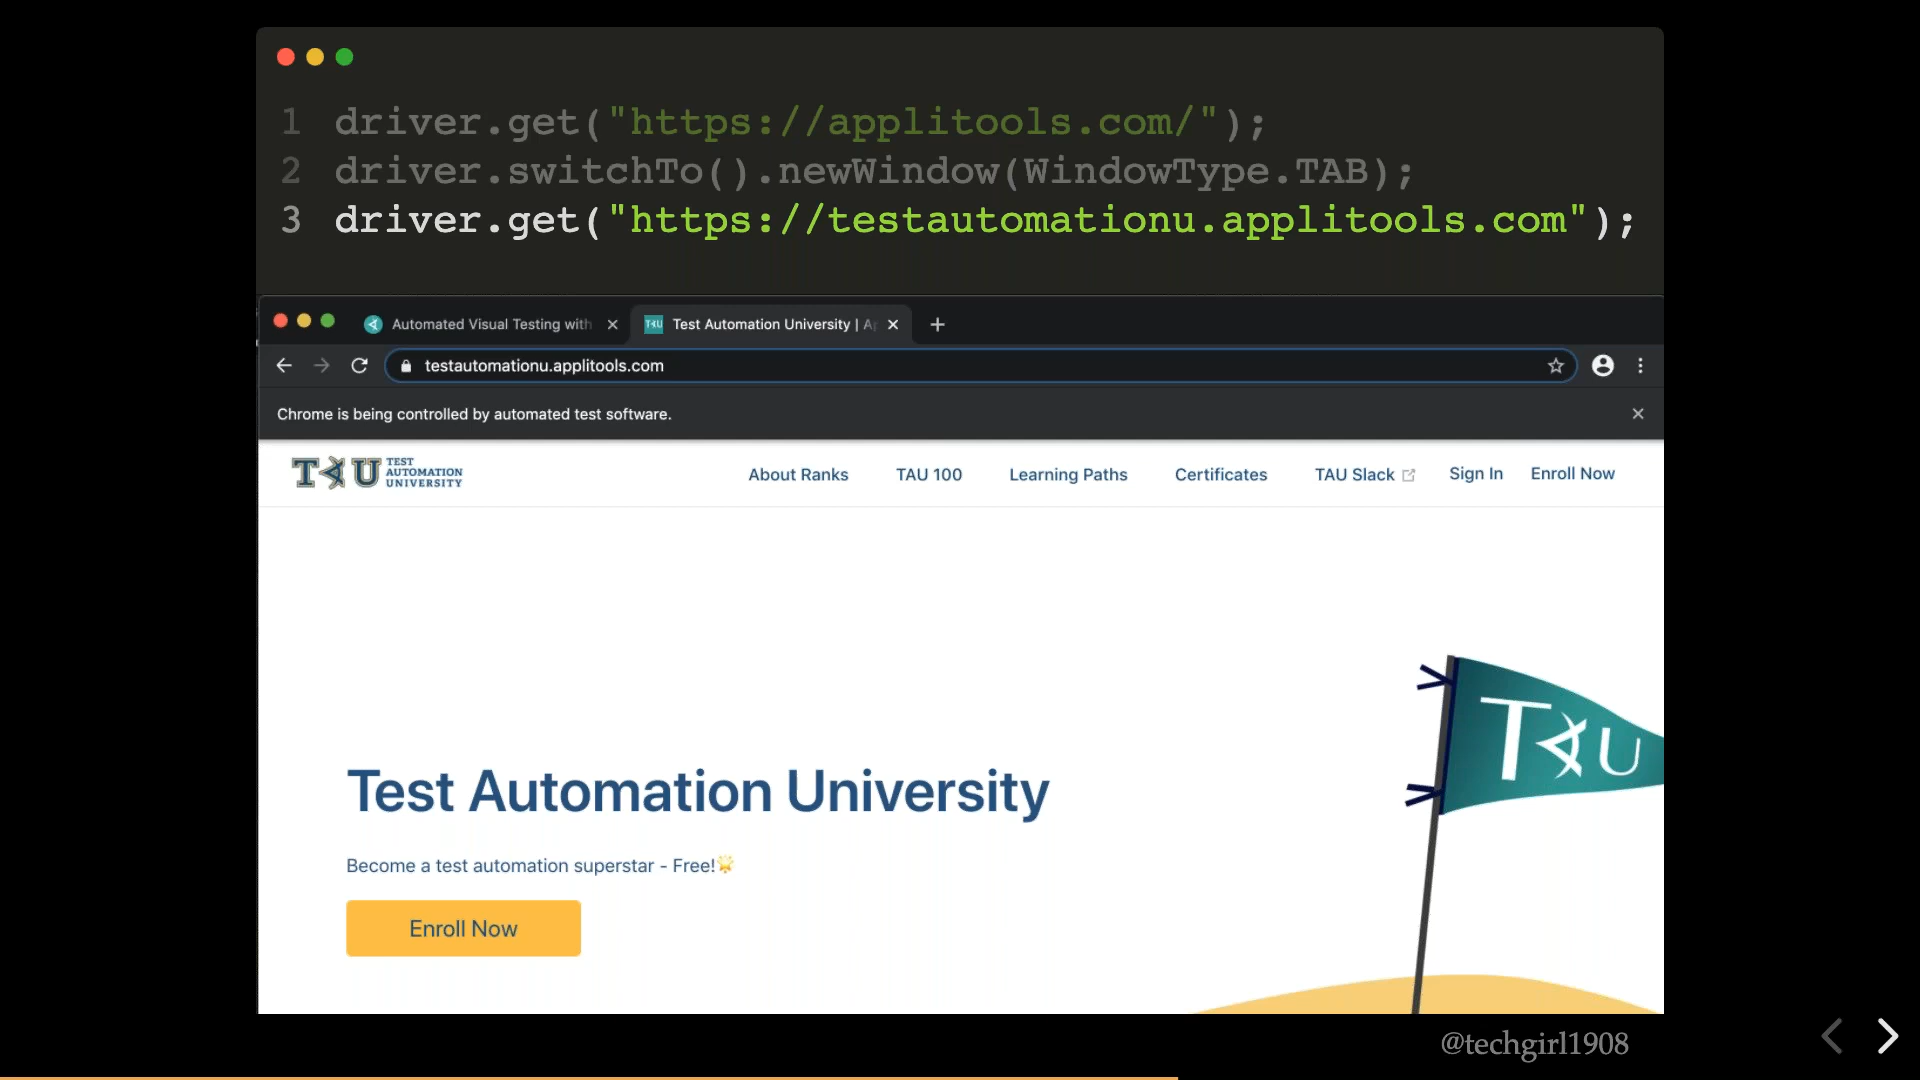 1 driver.get("https://applitools.com/");
2 driver.switchTo().newWindow(WindowType.TAB);
3 driver.get("https://testautomationu.applitools.com");
Automated Visual Testing with
TAU Test Automation University | A
testautomationu.applitools.com
Chrome is being controlled by automated test software.
TAU TEST AUTOMATION UNIVERSITY
About Ranks TAU 100 Learning Paths Certificates TAU Slack Sign In Enroll Now
TAU
Test Automation University
Become a test automation superstar - Free!🌟
Enroll Now
@techgirl1908